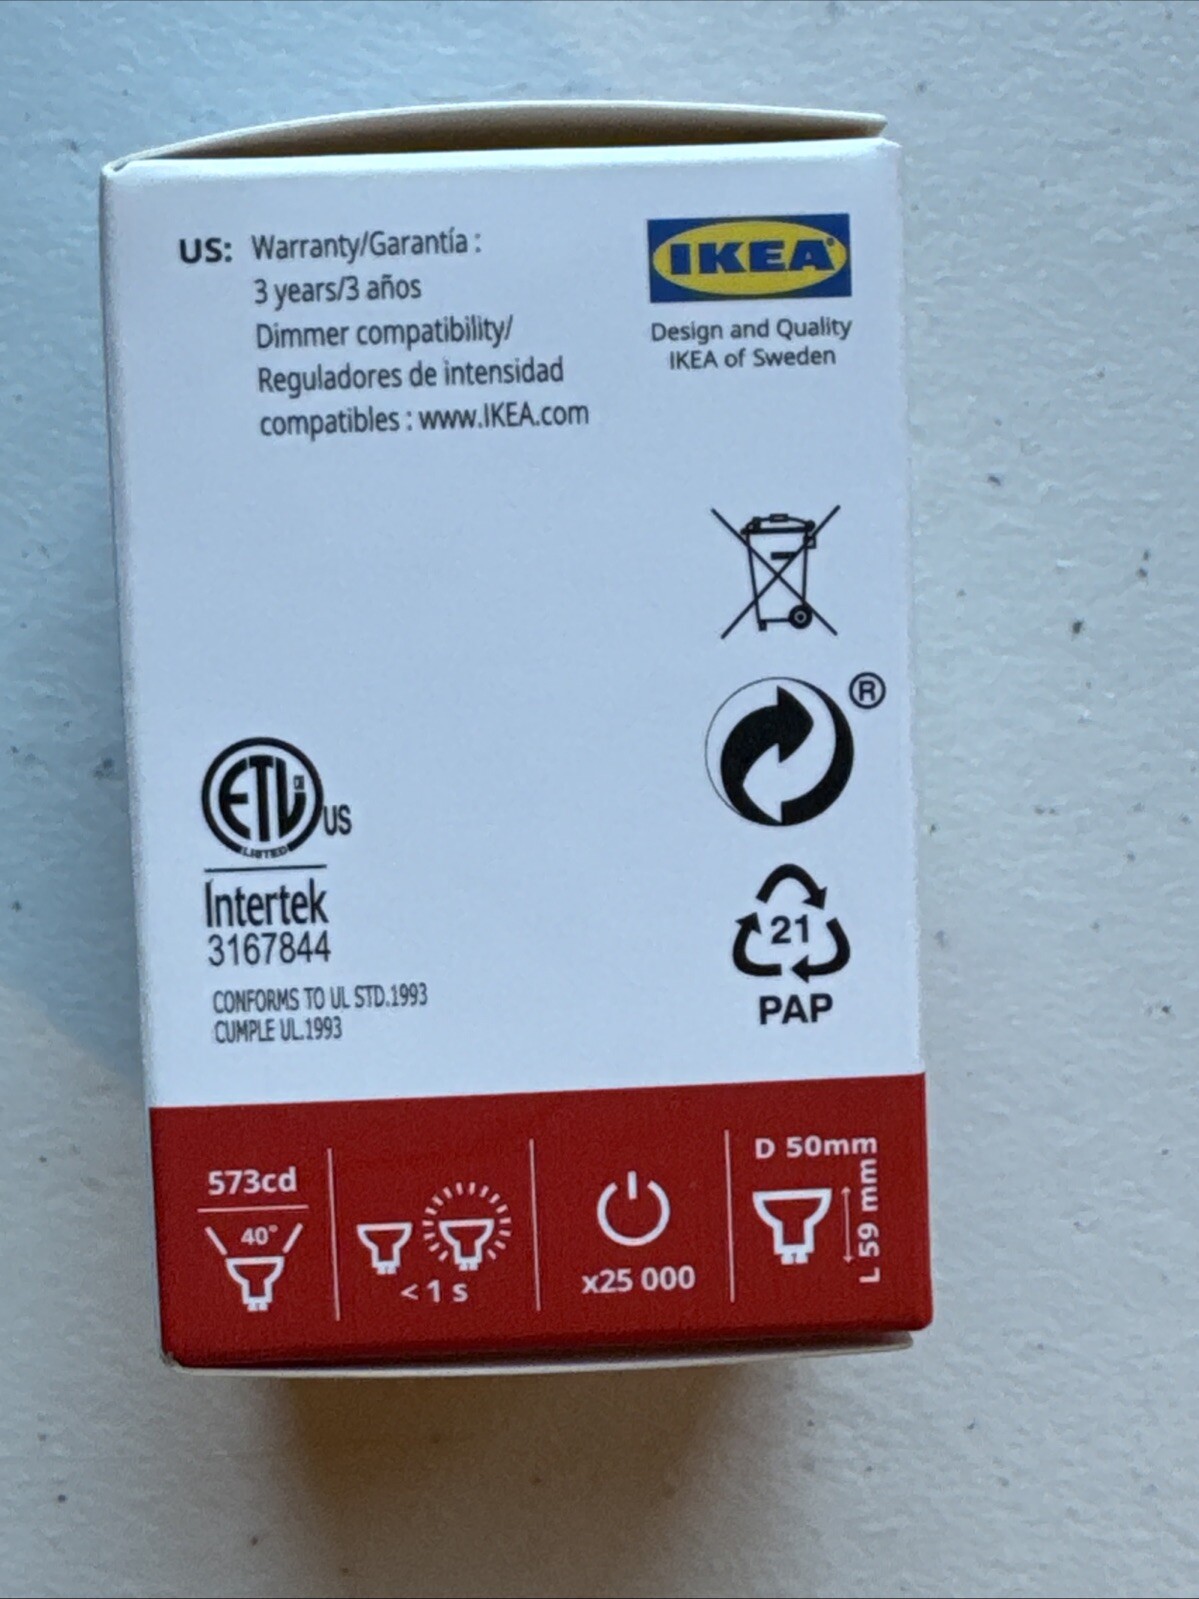 US: Warranty/Garantía :
3 years/3 años
Dimmer compatibility/
Reguladores de intensidad
compatibles : www.IKEA.com
IKEA®
Design and Quality
IKEA of Sweden
®
ETL US
LISTED
Intertek
3167844
CONFORMS TO UL STD.1993
CUMPLE UL.1993
21
PAP
573cd
40°
< 1 s
x25 000
D 50mm
L 59 mm